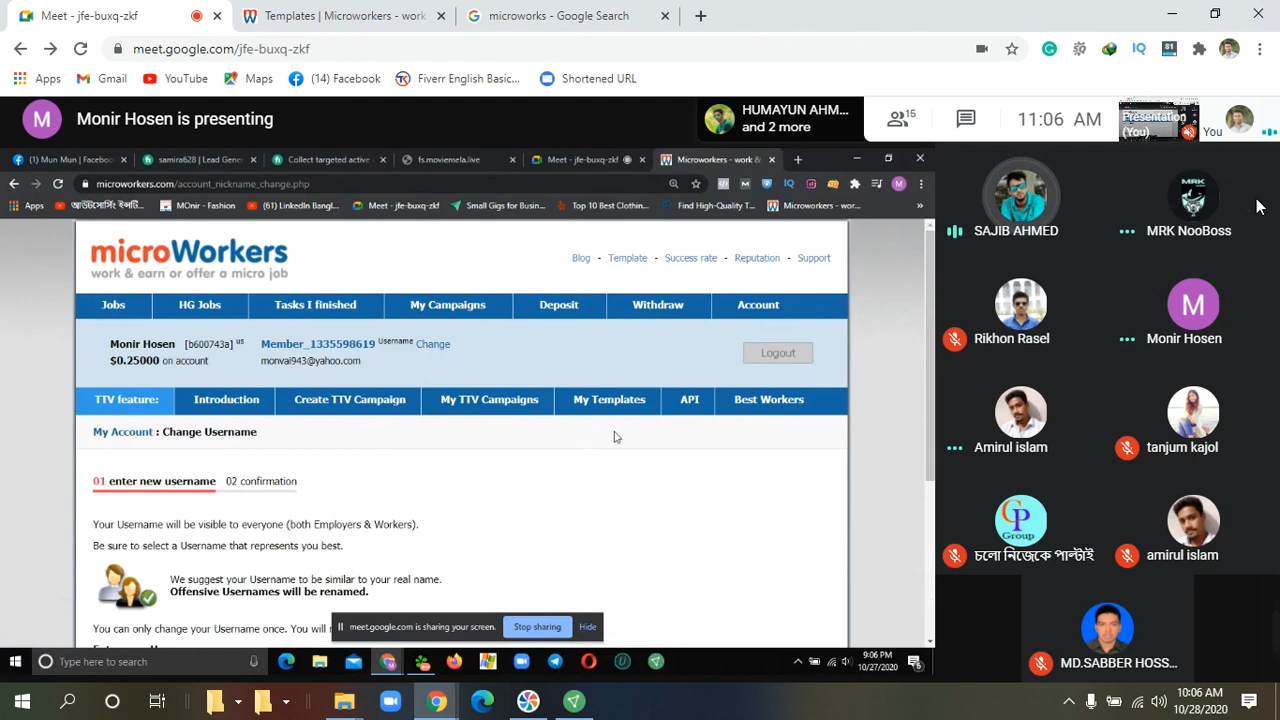 Meet - jfe-buxq-zkf
Templates | Microworkers - work
microworks - Google Search
meet.google.com/jfe-buxq-zkf
81
Apps
Gmail
YouTube
Maps
(14) Facebook
Fiverr English Basic...
Shortened URL
M
Monir Hosen is presenting
HUMAYUN AHM...
and 2 more
15
11:06 AM
Presentation
(You)
You
(1) Mun Mun | Faceboo
samira628 | Lead Gener
Collect targeted active
fs.moviemela.live
Meet - jfe-buxq-zkf
Microworkers - work &
microworkers.com/account_nickname_change.php
Apps
MOnir - Fashion
(61) LinkedIn Bangl...
Meet - jfe-buxq-zkf
Small Gigs for Busin...
Top 10 Best Clothin...
Find High-Quality T...
Microworkers - wor...
microWorkers
work & earn or offer a micro job
Blog - Template - Success rate - Reputation - Support
Jobs
HG Jobs
Tasks I finished
My Campaigns
Deposit
Withdraw
Account
Monir Hosen [b600743a] us
Member_1335598619 Username Change
$0.25000 on account
monvai943@yahoo.com
Logout
TTV feature:
Introduction
Create TTV Campaign
My TTV Campaigns
My Templates
API
Best Workers
My Account : Change Username
01 enter new username
02 confirmation
Your Username will be visible to everyone (both Employers & Workers).
Be sure to select a Username that represents you best.
We suggest your Username to be similar to your real name.
Offensive Usernames will be renamed.
You can only change your Username once. You will
meet.google.com is sharing your screen.
Stop sharing
Hide
Type here to search
9:06 PM
10/27/2020
5
SAJIB AHMED
MRK
NOOBOSS
MRK NooBoss
Rikhon Rasel
M
Monir Hosen
Amirul islam
tanjum kajol
CP
Group
চলো নিজেকে পাল্টাই
amirul islam
MD.SABBER HOSS...
10:06 AM
10/28/2020